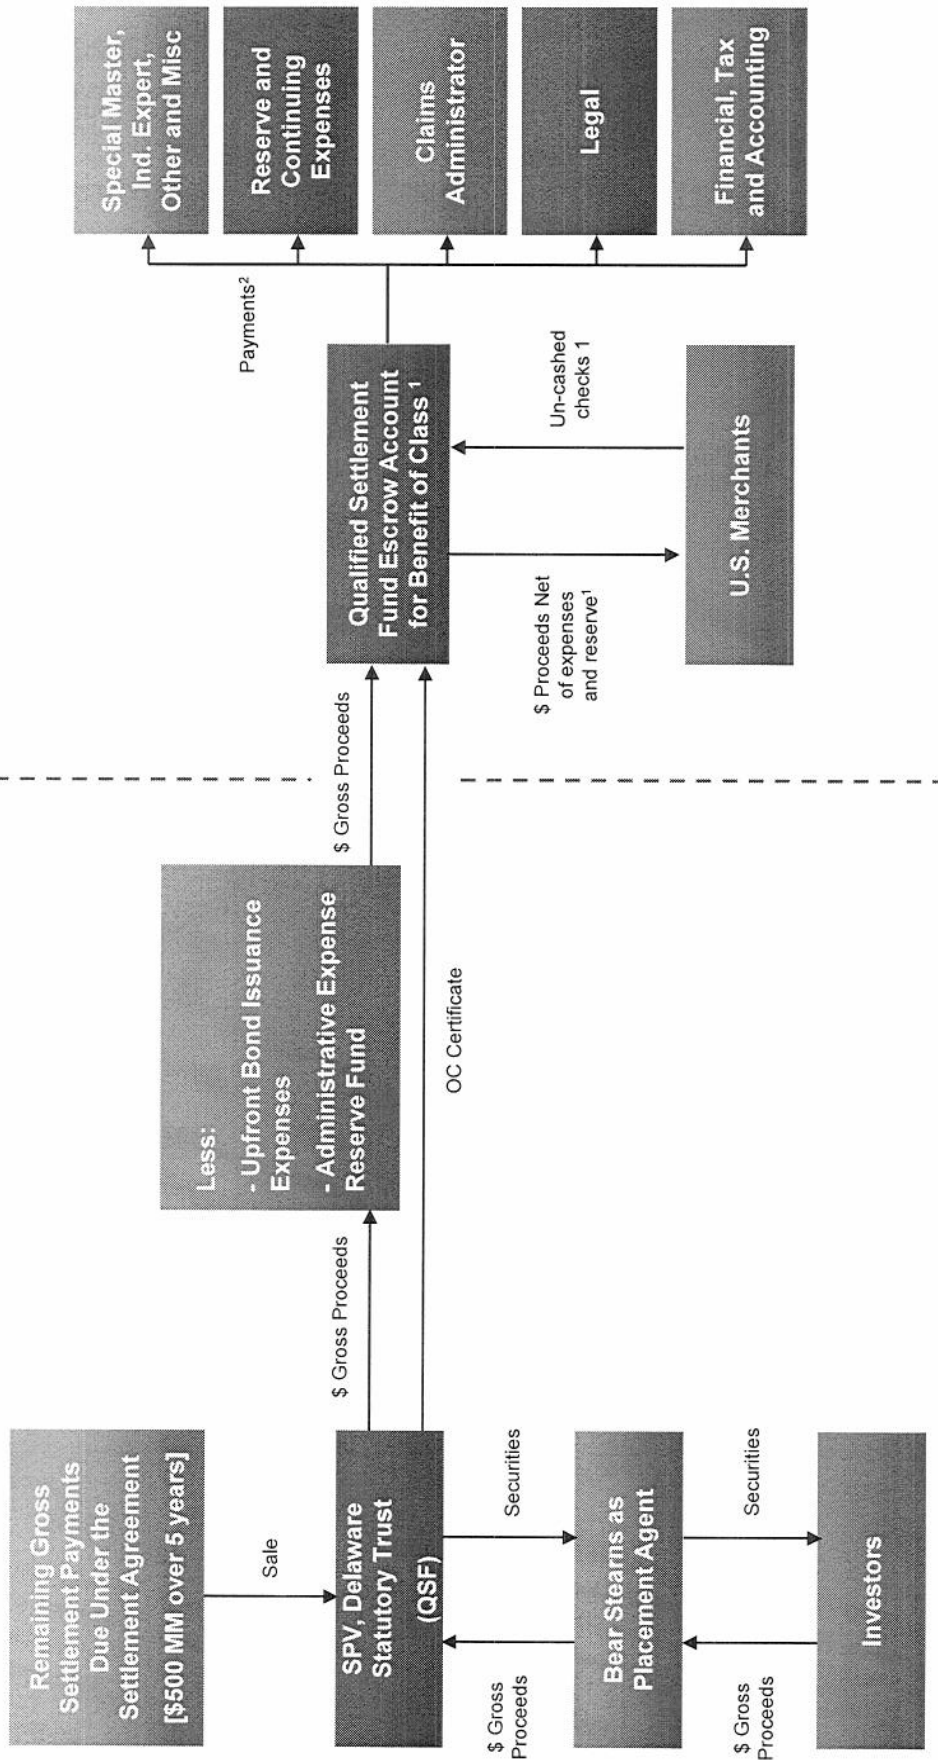 Remaining Gross
Settlement Payments
Due Under the
Settlement Agreement
[$500 MM over 5 years]
Sale
SPV, Delaware
Statutory Trust
(QSF)
$ Gross
Proceeds
Securities
Bear Stearns as
Placement Agent
$ Gross
Proceeds
Securities
Investors
$ Gross Proceeds
Less:
- Upfront Bond Issuance
Expenses
- Administrative Expense
Reserve Fund
OC Certificate
$ Gross Proceeds
Qualified Settlement
Fund Escrow Account
for Benefit of Class ¹
$ Proceeds Net
of expenses
and reserve¹
Un-cashed
checks 1
U.S. Merchants
Payments²
Special Master,
Ind. Expert,
Other and Misc
Reserve and
Continuing
Expenses
Claims
Administrator
Legal
Financial, Tax
and Accounting